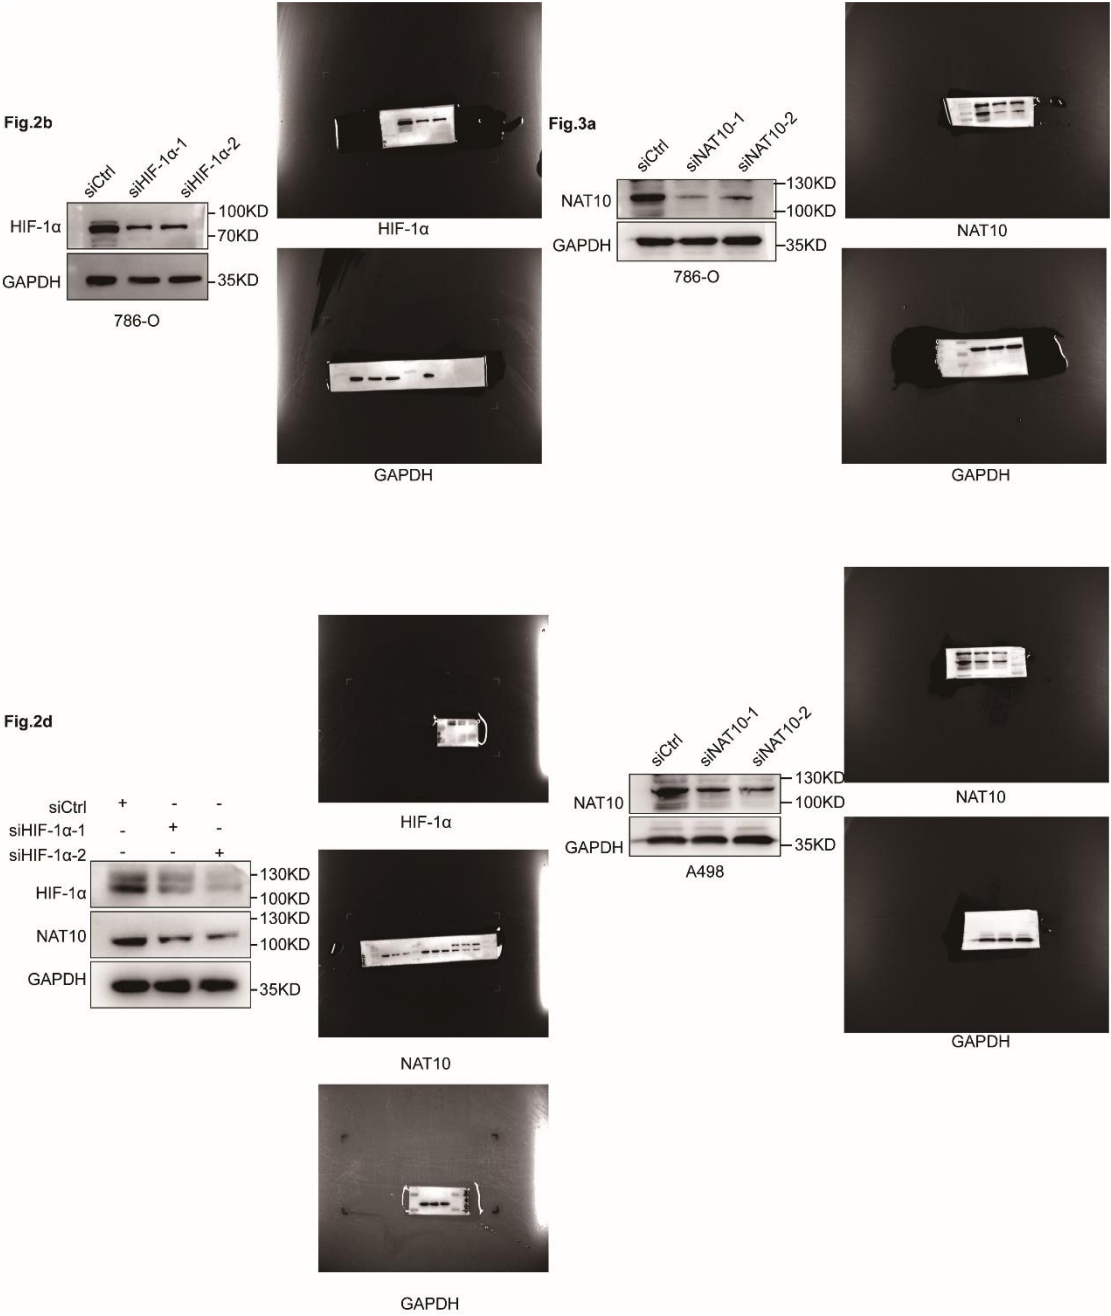 Fig.2b
siCtrl
siHIF-1α-1
siHIF-1α-2
HIF-1α
100KD
70KD
GAPDH
35KD
786-O
HIF-1α
GAPDH
Fig.3a
siCtrl
siNAT10-1
siNAT10-2
NAT10
130KD
100KD
GAPDH
35KD
786-O
NAT10
GAPDH
Fig.2d
siCtrl + - -
siHIF-1α-1 - + -
siHIF-1α-2 - - +
HIF-1α
130KD
100KD
NAT10
130KD
100KD
GAPDH
35KD
HIF-1α
NAT10
GAPDH
siCtrl
siNAT10-1
siNAT10-2
NAT10
130KD
100KD
GAPDH
35KD
A498
NAT10
GAPDH